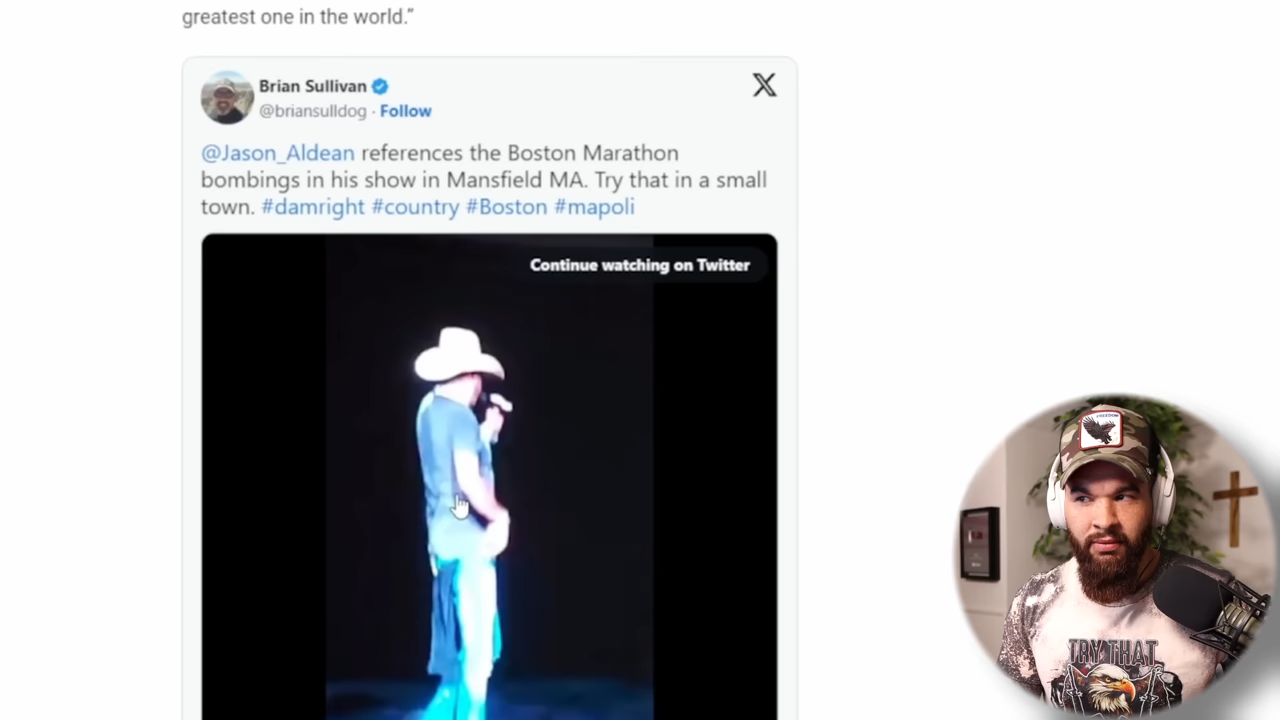 greatest one in the world.”
Brian Sullivan
@briansulldog · Follow
@Jason_Aldean references the Boston Marathon
bombings in his show in Mansfield MA. Try that in a small
town. #damright #country #Boston #mapoli
Continue watching on Twitter
FREEDOM
TRY THAT